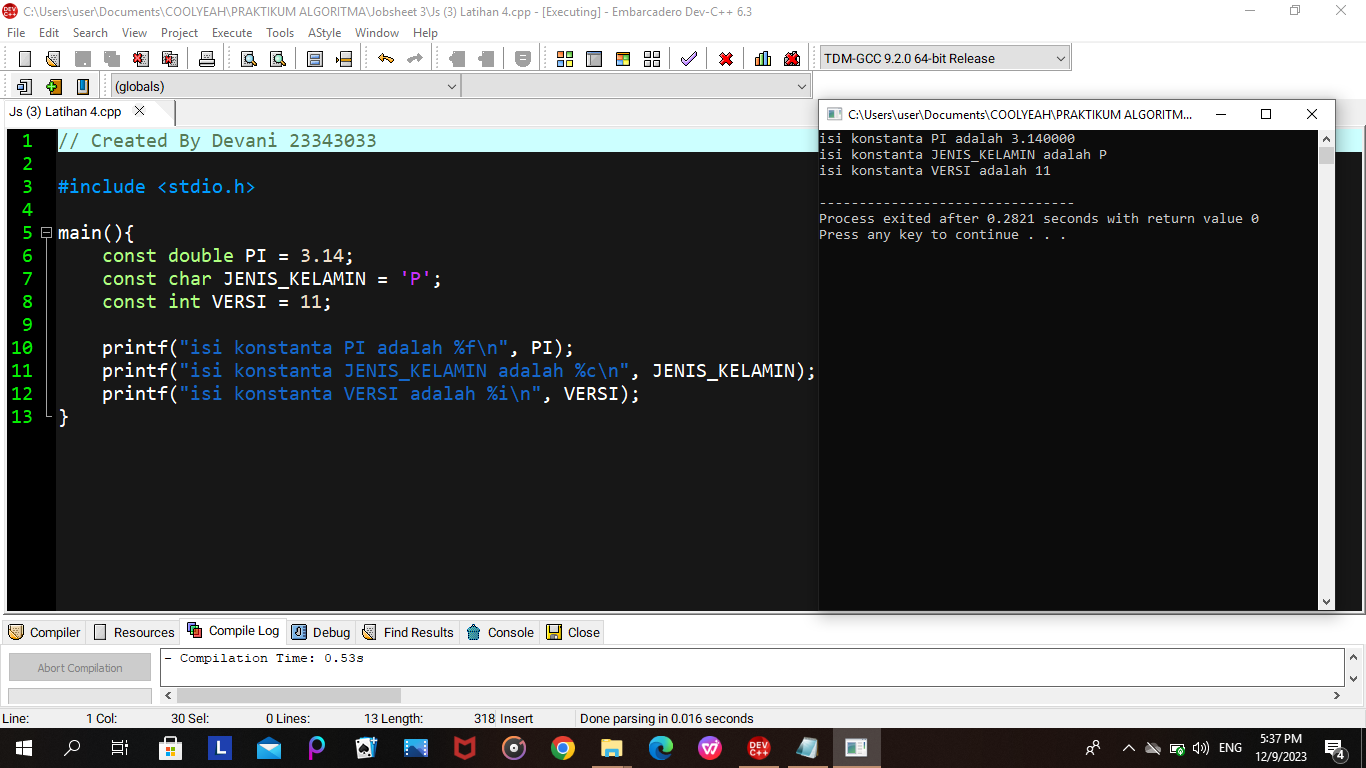 C:\Users\user\Documents\COOLYEAH\PRAKTIKUM ALGORITMA\Jobsheet 3\Js (3) Latihan 4.cpp - [Executing] - Embarcadero Dev-C++ 6.3
File Edit Search View Project Execute Tools AStyle Window Help
TDM-GCC 9.2.0 64-bit Release
(globals)
Js (3) Latihan 4.cpp
1 // Created By Devani 23343033
2
3 #include <stdio.h>
4
5 main(){
6 const double PI = 3.14;
7 const char JENIS_KELAMIN = 'P';
8 const int VERSI = 11;
9
10 printf("isi konstanta PI adalah %f\n", PI);
11 printf("isi konstanta JENIS_KELAMIN adalah %c\n", JENIS_KELAMIN);
12 printf("isi konstanta VERSI adalah %i\n", VERSI);
13 }
C:\Users\user\Documents\COOLYEAH\PRAKTIKUM ALGORITM...
isi konstanta PI adalah 3.140000
isi konstanta JENIS_KELAMIN adalah P
isi konstanta VERSI adalah 11
--------------------------------
Process exited after 0.2821 seconds with return value 0
Press any key to continue . . .
Compiler Resources Compile Log Debug Find Results Console Close
Abort Compilation
- Compilation Time: 0.53s
Line: 1 Col: 30 Sel: 0 Lines: 13 Length: 318 Insert Done parsing in 0.016 seconds
L
DEV C++
ENG
5:37 PM
12/9/2023
4